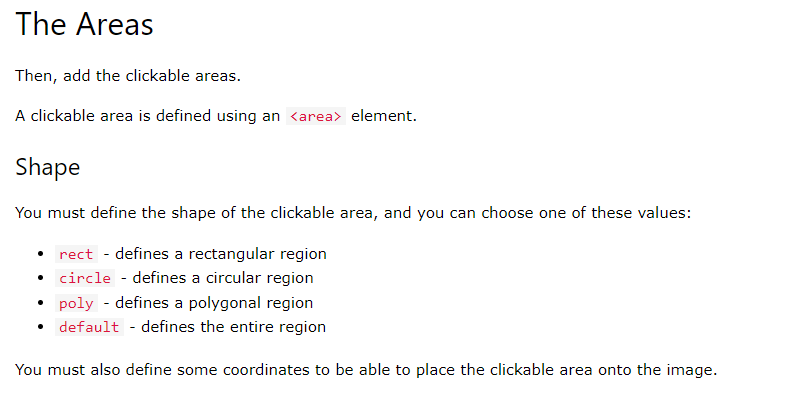 The Areas
Then, add the clickable areas.
A clickable area is defined using an <area> element.
Shape
You must define the shape of the clickable area, and you can choose one of these values:
• rect - defines a rectangular region
• circle - defines a circular region
• poly - defines a polygonal region
• default - defines the entire region
You must also define some coordinates to be able to place the clickable area onto the image.